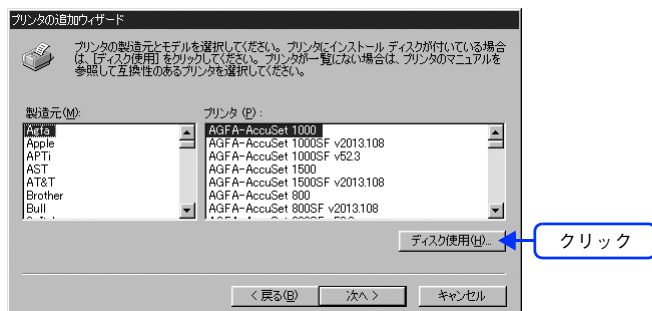 プリンタの追加ウィザード
プリンタの製造元とモデルを選択してください。プリンタにインストール ディスクが付いている場合
は、[ディスク使用] をクリックしてください。プリンタが一覧にない場合は、プリンタのマニュアルを
参照して互換性のあるプリンタを選択してください。
製造元(M):
プリンタ (P) :
Agfa
Apple
APTi
AST
AT&T
Brother
Bull
AGFA-AccuSet 1000
AGFA-AccuSet 1000SF v2013.108
AGFA-AccuSet 1000SF v52.3
AGFA-AccuSet 1500
AGFA-AccuSet 1500SF v2013.108
AGFA-AccuSet 800
AGFA-AccuSet 800SF v2013.108
ディスク使用(H)...
クリック
< 戻る(B)
次へ >
キャンセル